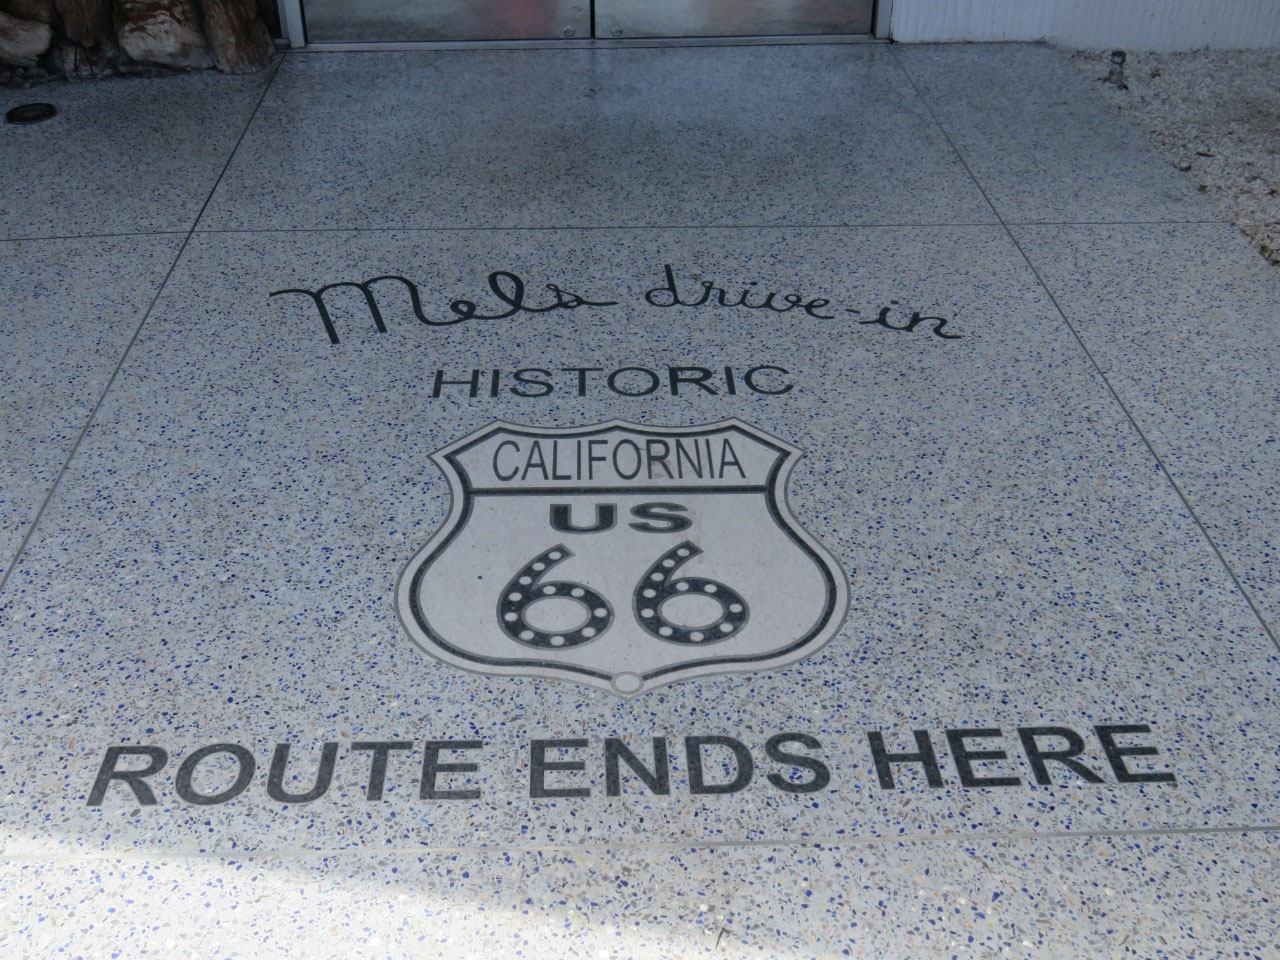 Mels drive-in
HISTORIC
CALIFORNIA
US
66
ROUTE ENDS HERE